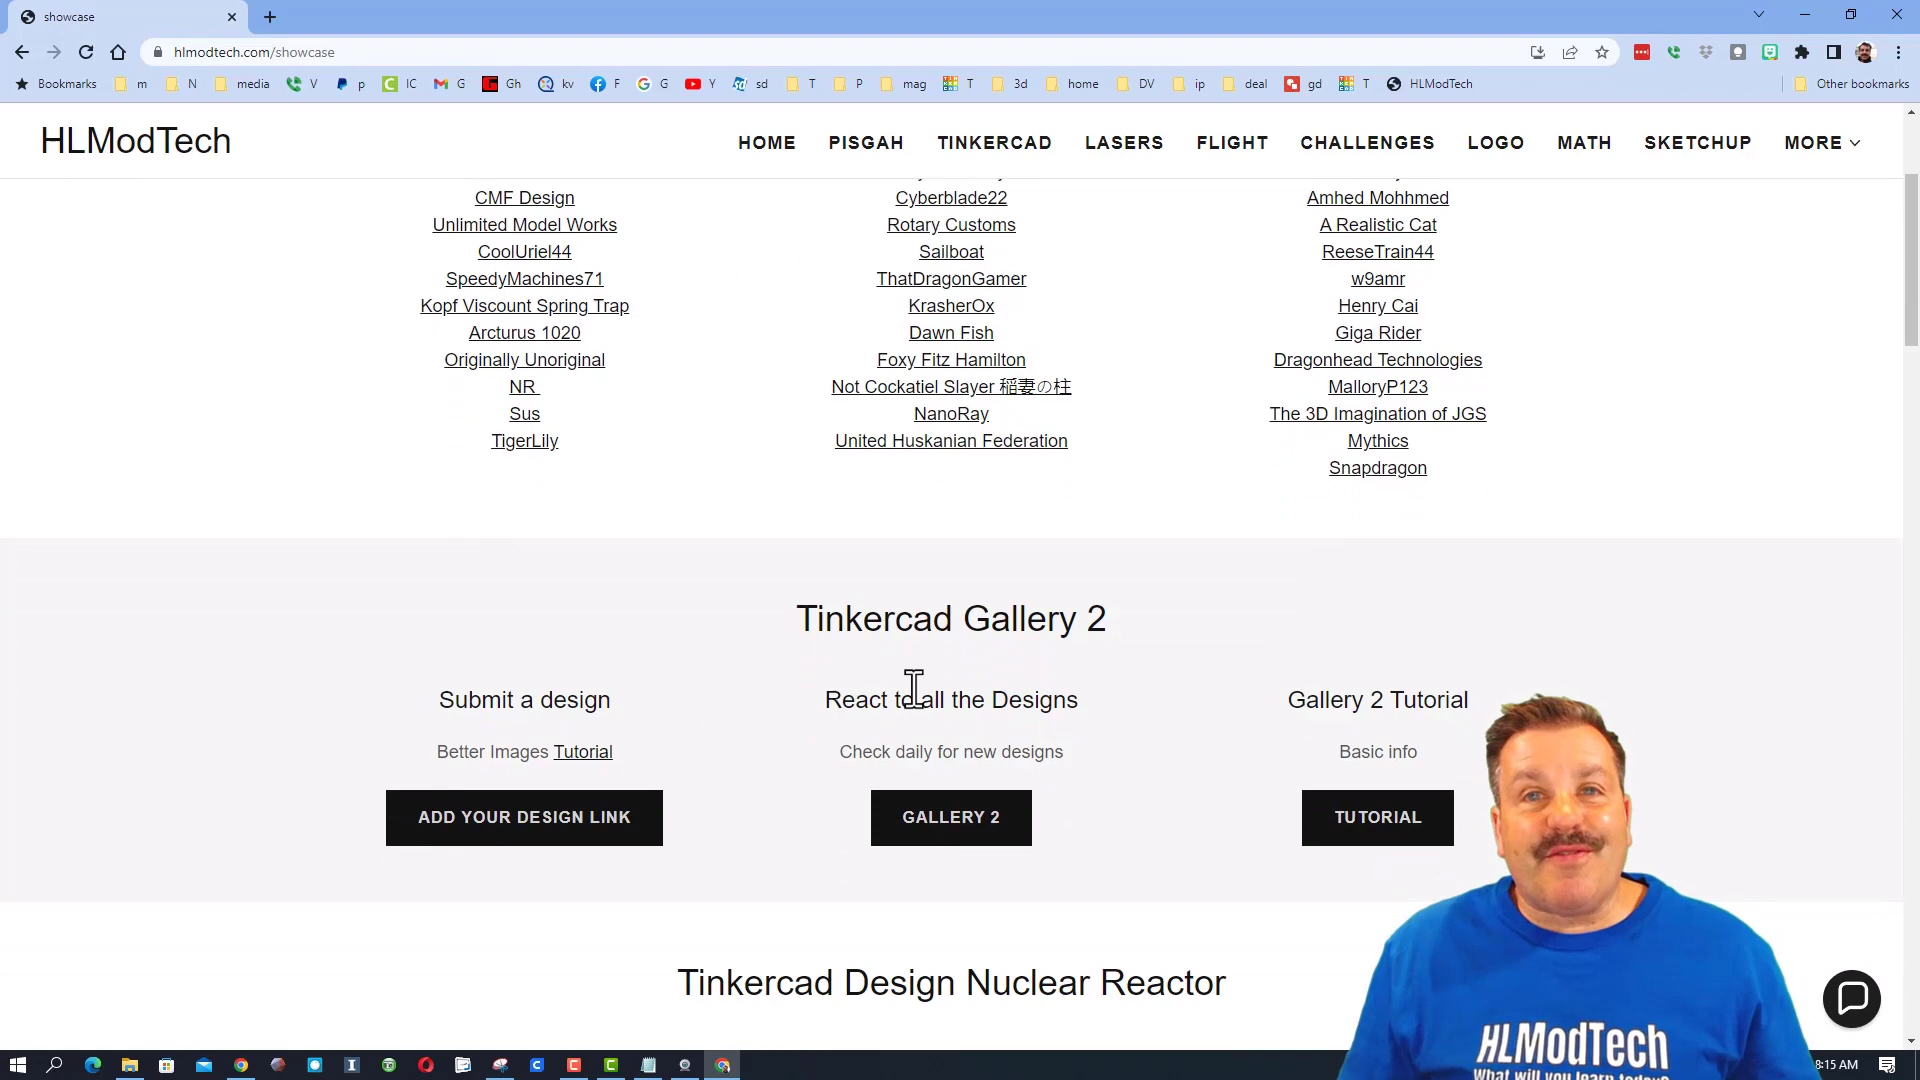 showcase
hlmodtech.com/showcase
Bookmarks m N media V p IC G Gh kv F G Y sd T P mag T 3d home DV ip deal gd T HLModTech Other bookmarks
HLModTech
HOME PISGAH TINKERCAD LASERS FLIGHT CHALLENGES LOGO MATH SKETCHUP MORE
CMF Design Cyberblade22 Amhed Mohhmed
Unlimited Model Works Rotary Customs A Realistic Cat
CoolUriel44 Sailboat ReeseTrain44
SpeedyMachines71 ThatDragonGamer w9amr
Kopf Viscount Spring Trap KrasherOx Henry Cai
Arcturus 1020 Dawn Fish Giga Rider
Originally Unoriginal Foxy Fitz Hamilton Dragonhead Technologies
NR Not Cockatiel Slayer 稲妻の柱 MalloryP123
Sus NanoRay The 3D Imagination of JGS
TigerLily United Huskanian Federation Mythics
Snapdragon
Tinkercad Gallery 2
Submit a design React to all the Designs Gallery 2 Tutorial
Better Images Tutorial Check daily for new designs Basic info
ADD YOUR DESIGN LINK GALLERY 2 TUTORIAL
Tinkercad Design Nuclear Reactor
HLModTech
What will you learn today?
8:15 AM